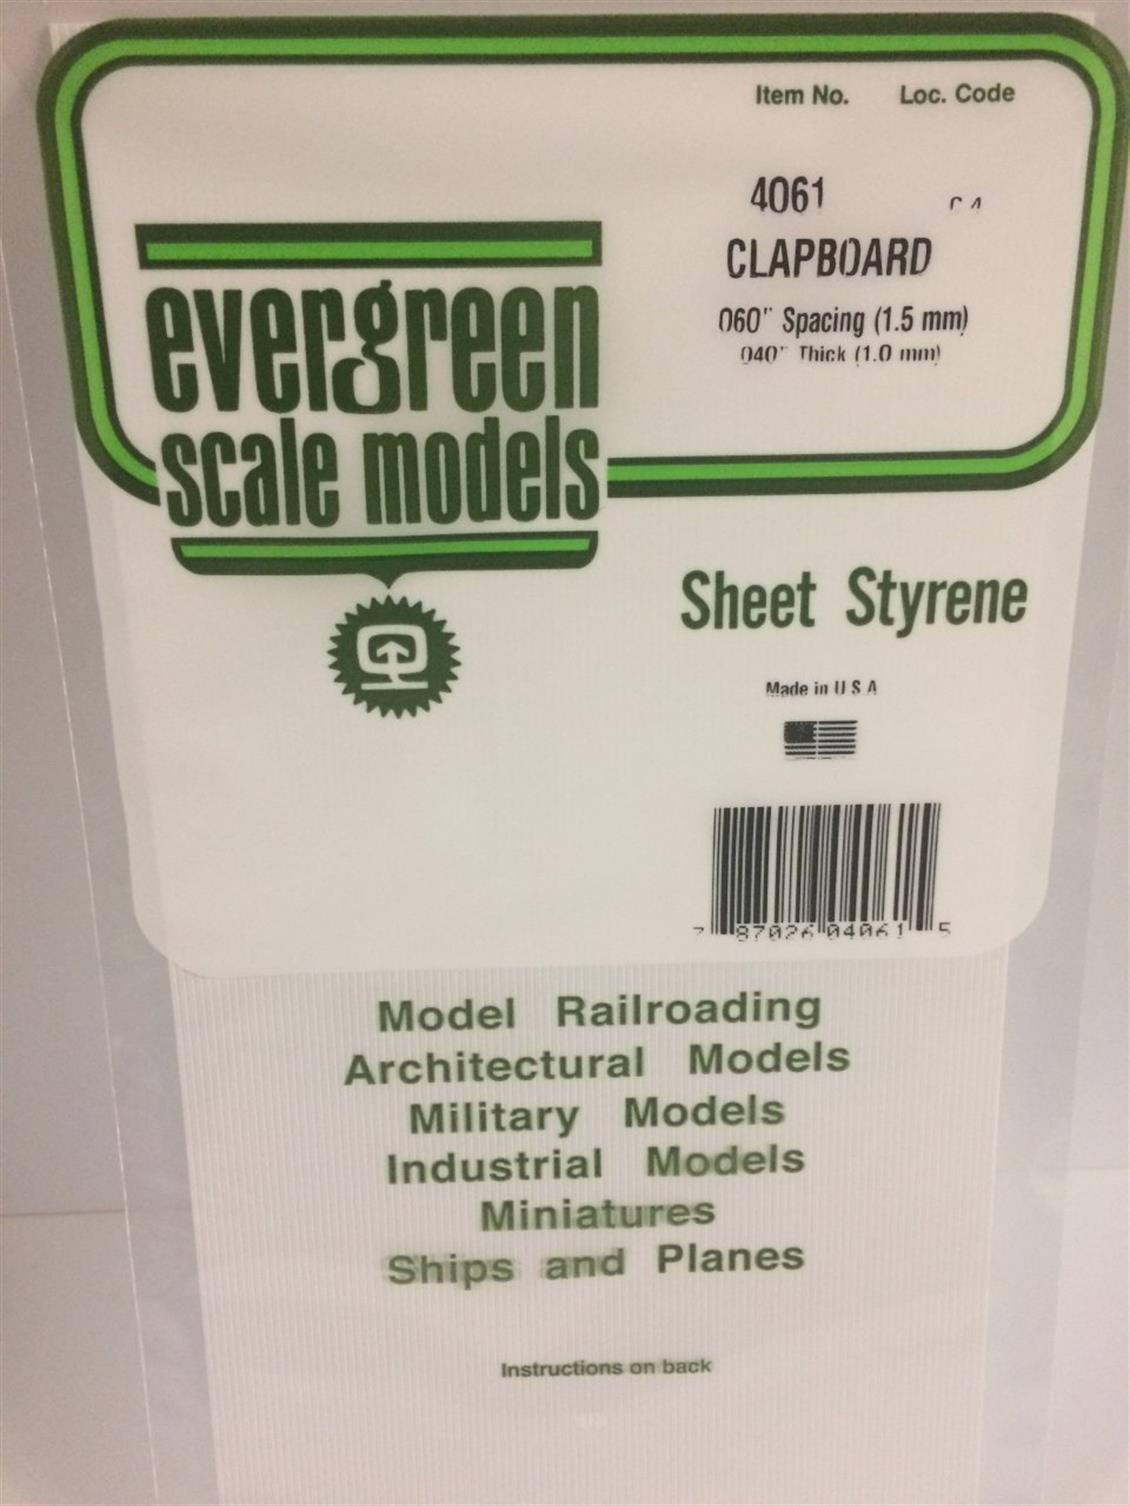 Item No. Loc. Code
4061
CLAPBOARD
060" Spacing (1.5 mm)
040" Thick (1.0 mm)
evergreen
scale models
Sheet Styrene
Made in U S A
7 87026 04061 5
Model Railroading
Architectural Models
Military Models
Industrial Models
Miniatures
Ships and Planes
Instructions on back